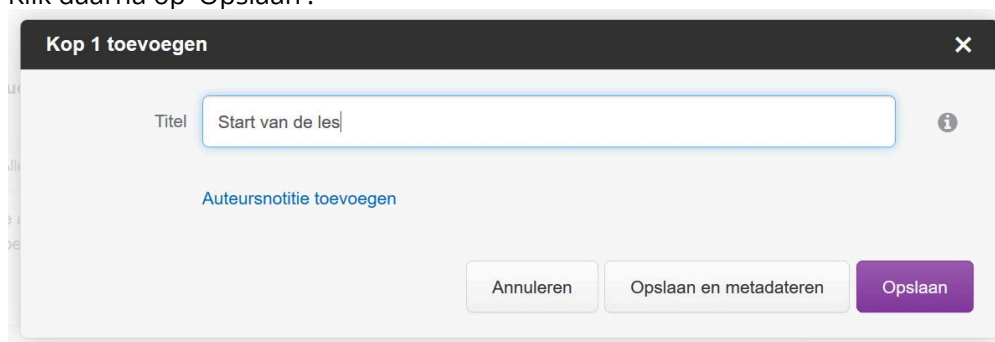 Klik daarna op 'Opslaan'.
Kop 1 toevoegen
Titel Start van de les
Auteursnotitie toevoegen
Annuleren Opslaan en metadateren Opslaan